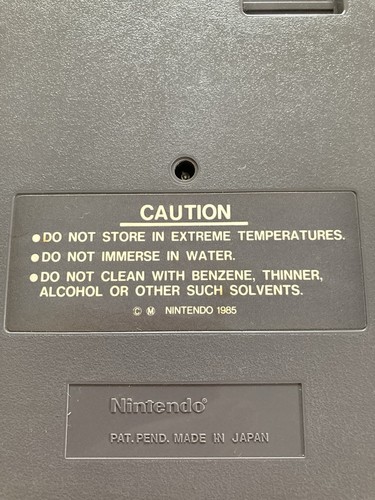 CAUTION
●DO NOT STORE IN EXTREME TEMPERATURES.
●DO NOT IMMERSE IN WATER.
●DO NOT CLEAN WITH BENZENE, THINNER,
ALCOHOL OR OTHER SUCH SOLVENTS.
© Ⓜ NINTENDO 1985
Nintendo®
PAT. PEND. MADE IN JAPAN